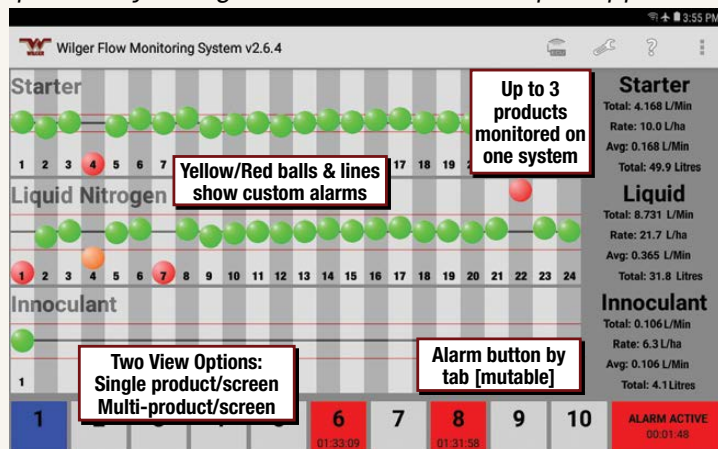 3:55 PM
WILGER Wilger Flow Monitoring System v2.6.4
Starter
1 2 3 4 5 6 7 17 18 19
Up to 3
products
monitored on
one system
Starter
Total: 4.168 L/Min
Rate: 10.0 L/ha
Avg: 0.168 L/Min
Total: 49.9 Litres
Yellow/Red balls & lines
show custom alarms
Liquid Nitrogen
1 2 3 4 5 6 7 8 9 10 11 12 13 14 15 16 17 18 19 20 21 22 23 24
Liquid
Total: 8.731 L/Min
Rate: 21.7 L/ha
Avg: 0.365 L/Min
Total: 31.8 Litres
Innoculant
1
Two View Options:
Single product/screen
Multi-product/screen
Alarm button by
tab [mutable]
Innoculant
Total: 0.106 L/Min
Rate: 6.3 L/ha
Avg: 0.106 L/Min
Total: 4.1 Litres
1 6 7 8 9 10
01:33:09 01:31:58
ALARM ACTIVE
00:01:48